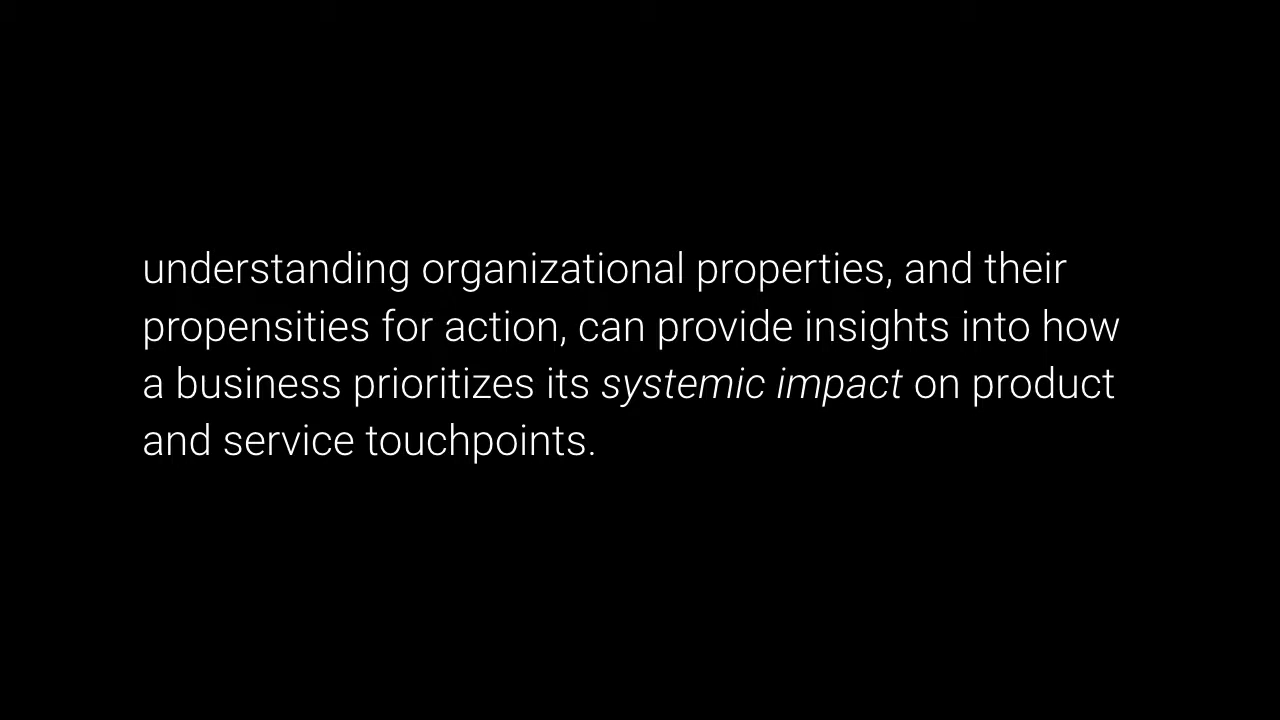 understanding organizational properties, and their
propensities for action, can provide insights into how
a business prioritizes its systemic impact on product
and service touchpoints.